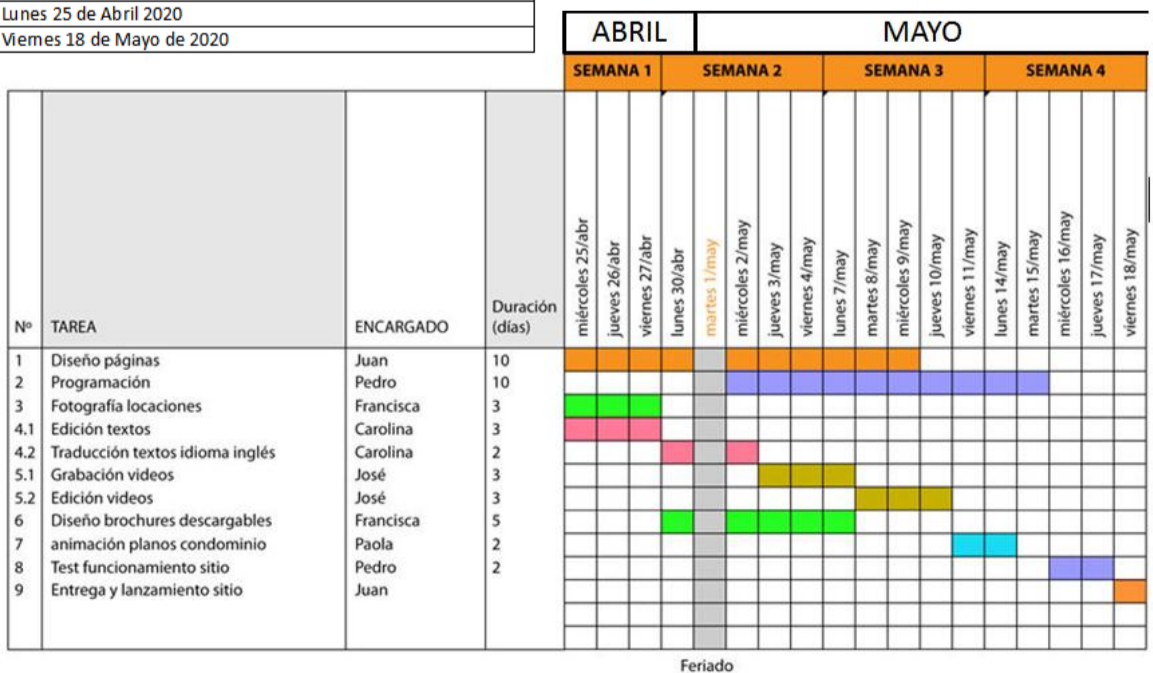 Lunes 25 de Abril 2020
Viernes 18 de Mayo de 2020
ABRIL MAYO
SEMANA 1 SEMANA 2 SEMANA 3 SEMANA 4
miércoles 25/abr
jueves 26/abr
viernes 27/abr
lunes 30/abr
martes 1/may
miércoles 2/may
jueves 3/may
viernes 4/may
lunes 7/may
martes 8/may
miércoles 9/may
jueves 10/may
viernes 11/may
lunes 14/may
martes 15/may
miércoles 16/may
jueves 17/may
viernes 18/may
Nº TAREA ENCARGADO Duración
(días)
1 Diseño páginas Juan 10
2 Programación Pedro 10
3 Fotografía locaciones Francisca 3
4.1 Edición textos Carolina 3
4.2 Traducción textos idioma inglés Carolina 2
5.1 Grabación videos José 3
5.2 Edición videos José 3
6 Diseño brochures descargables Francisca 5
7 animación planos condominio Paola 2
8 Test funcionamiento sitio Pedro 2
9 Entrega y lanzamiento sitio Juan
Feriado